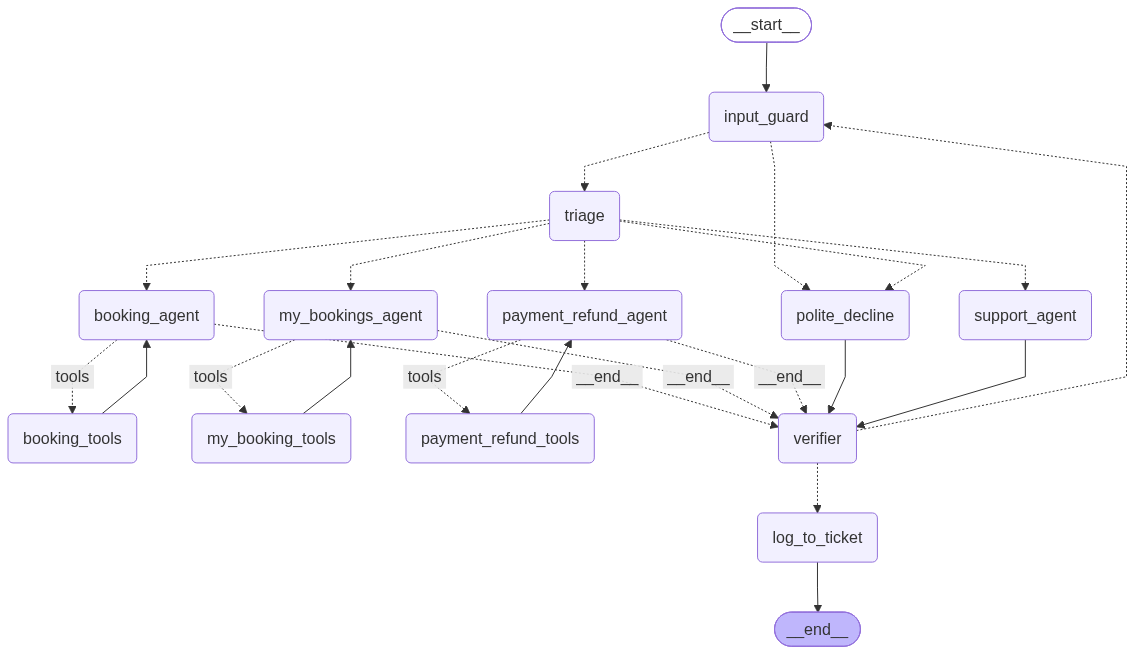 __start__
input_guard
triage
booking_agent
my_bookings_agent
payment_refund_agent
polite_decline
support_agent
tools
tools
tools
__end__
__end__
__end__
booking_tools
my_booking_tools
payment_refund_tools
verifier
log_to_ticket
__end__